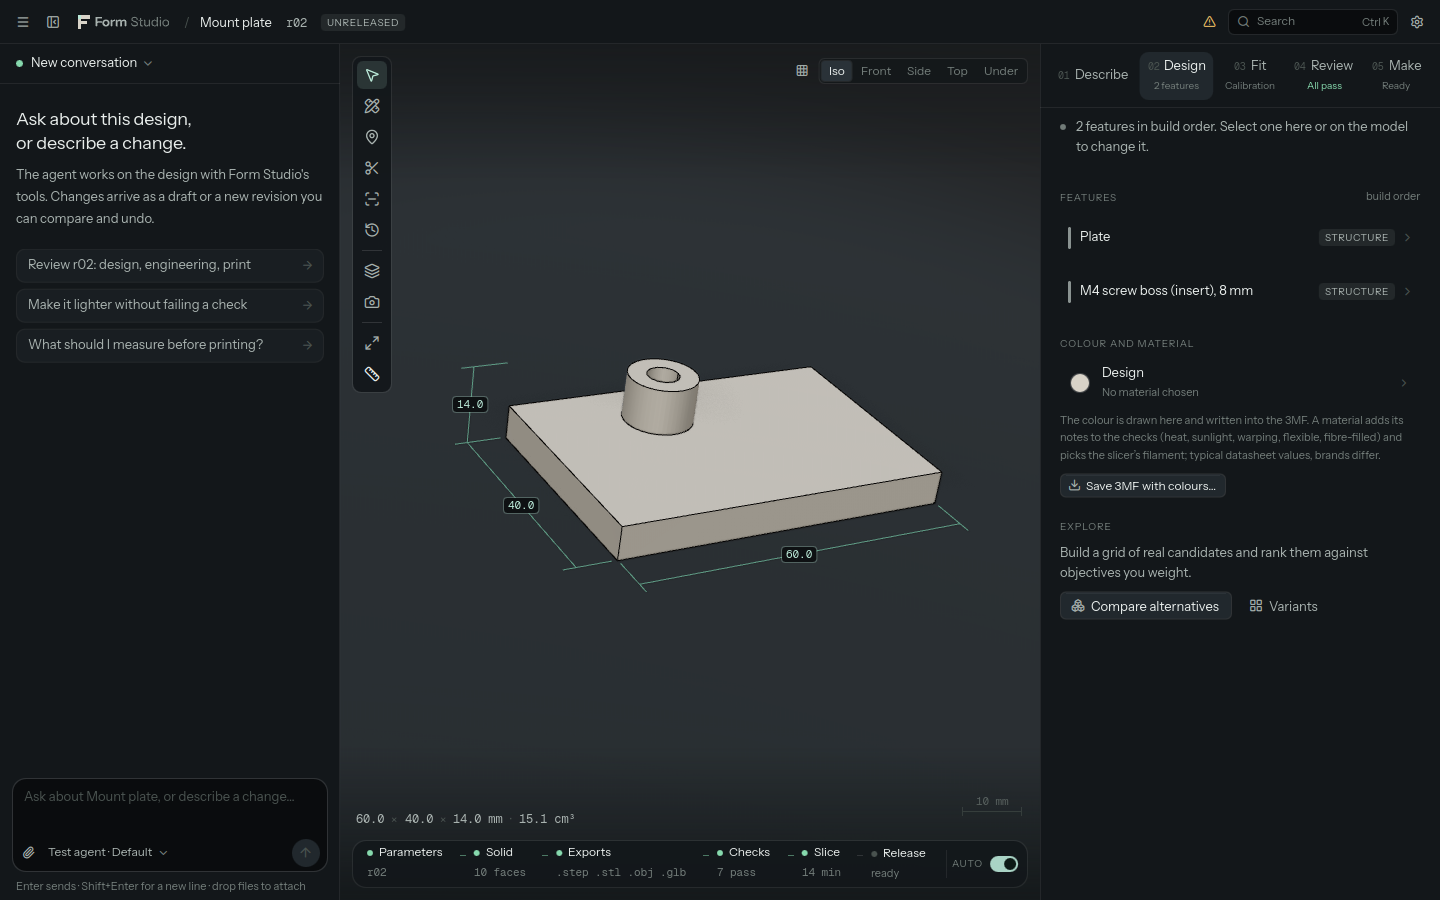 Form Studio / Mount plate r02 UNRELEASED
Search Ctrl K
New conversation
Ask about this design,
or describe a change.
The agent works on the design with Form Studio's
tools. Changes arrive as a draft or a new revision you
can compare and undo.
Review r02: design, engineering, print
Make it lighter without failing a check
What should I measure before printing?
Ask about Mount plate, or describe a change...
Test agent · Default
Enter sends · Shift+Enter for a new line · drop files to attach
Iso Front Side Top Under
14.0
40.0
60.0
10 mm
60.0 × 40.0 × 14.0 mm · 15.1 cm³
Parameters Solid Exports Checks Slice Release
r02 10 faces .step .stl .obj .glb 7 pass 14 min ready
AUTO
01 Describe 02 Design 03 Fit 04 Review 05 Make
2 features Calibration All pass Ready
2 features in build order. Select one here or on the model
to change it.
FEATURES build order
Plate STRUCTURE
M4 screw boss (insert), 8 mm STRUCTURE
COLOUR AND MATERIAL
Design
No material chosen
The colour is drawn here and written into the 3MF. A material adds its
notes to the checks (heat, sunlight, warping, flexible, fibre-filled) and
picks the slicer's filament; typical datasheet values, brands differ.
Save 3MF with colours...
EXPLORE
Build a grid of real candidates and rank them against
objectives you weight.
Compare alternatives Variants